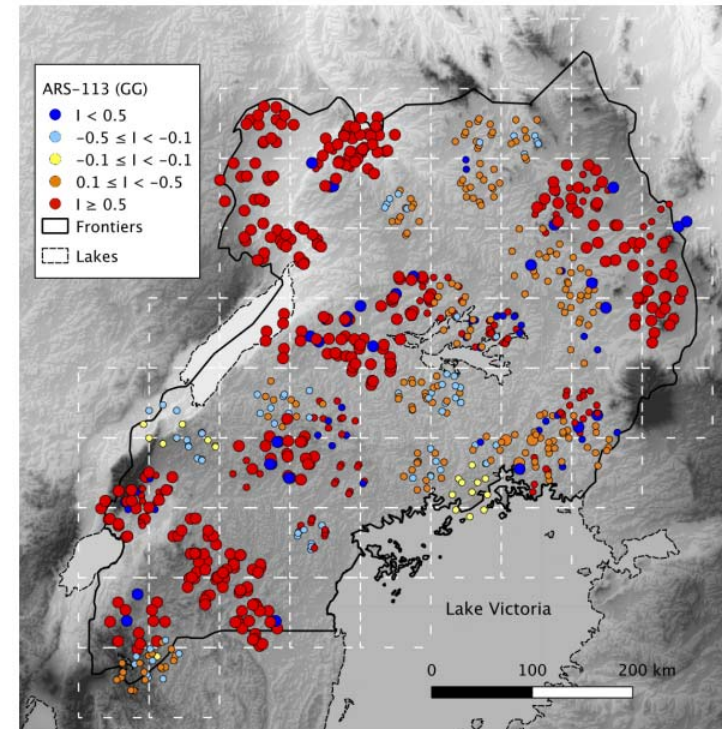 ARS-113 (GG)
I < 0.5
-0.5 ≤ I < -0.1
-0.1 ≤ I < -0.1
0.1 ≤ I < -0.5
I ≥ 0.5
Frontiers
Lakes
Lake Victoria
0 100 200 km